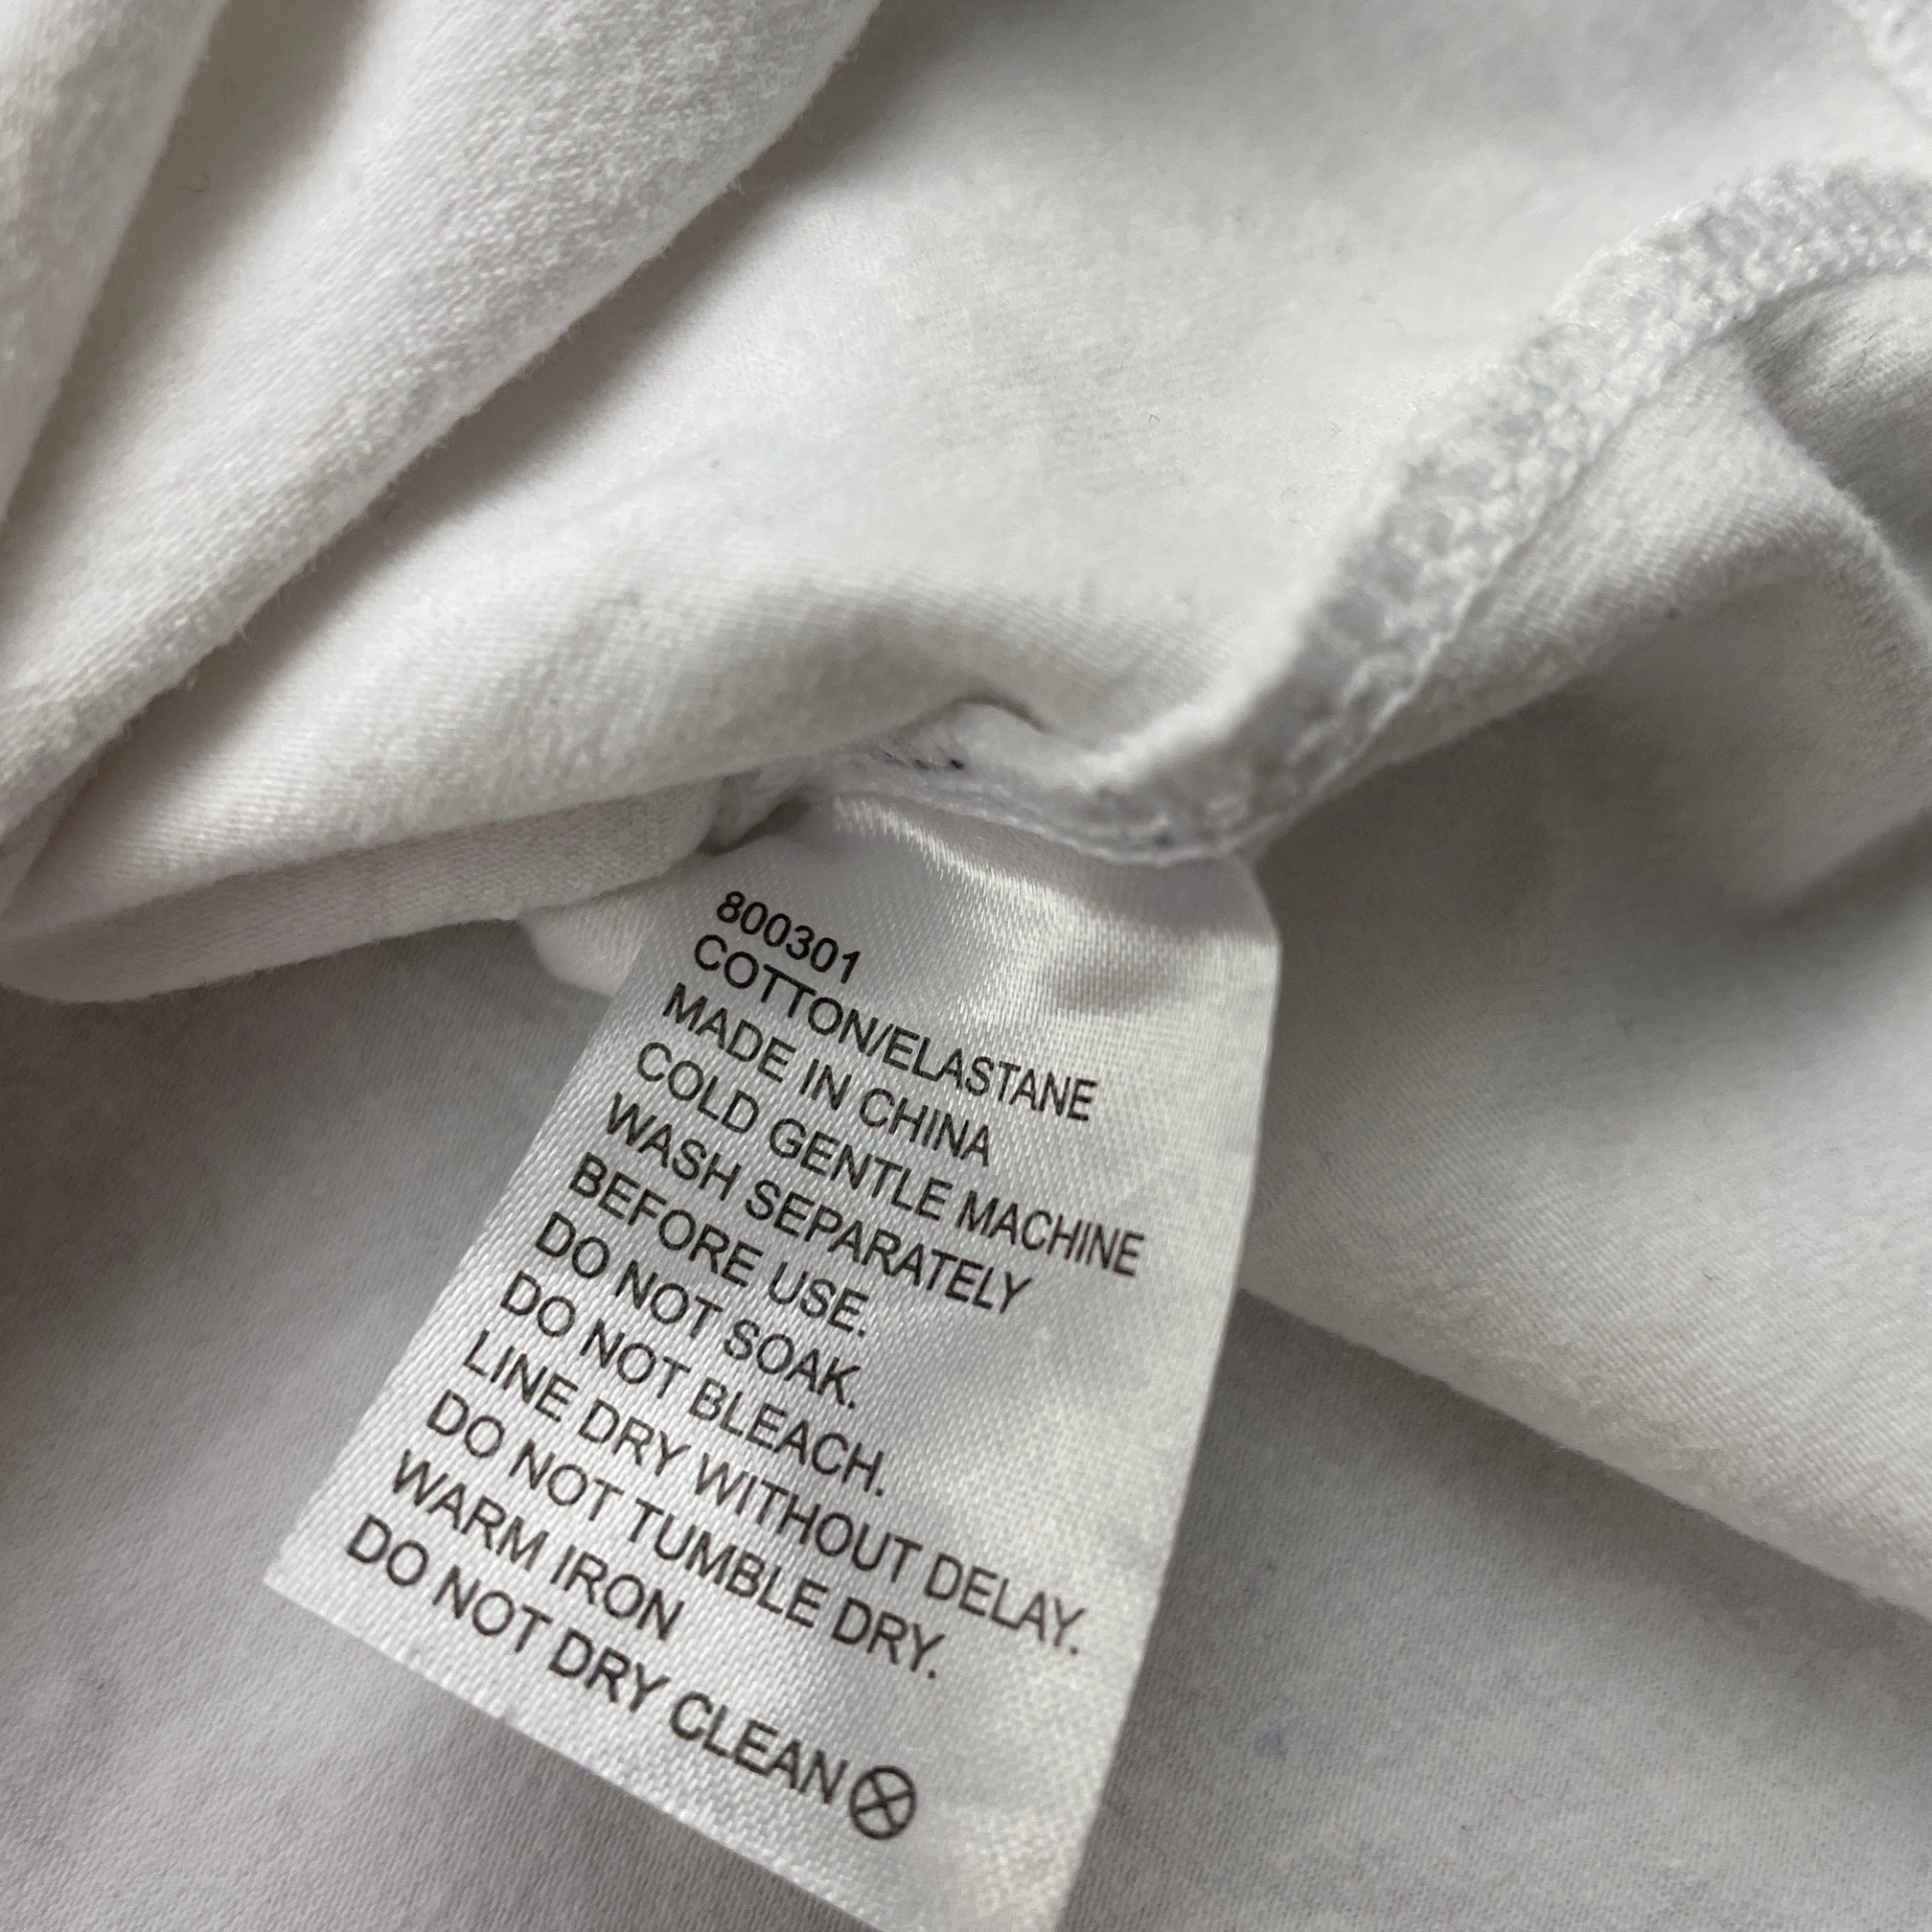 800301
COTTON/ELASTANE
MADE IN CHINA
COLD GENTLE MACHINE
WASH SEPARATELY
BEFORE USE.
DO NOT SOAK.
DO NOT BLEACH.
LINE DRY WITHOUT DELAY.
DO NOT TUMBLE DRY.
WARM IRON
DO NOT DRY CLEAN